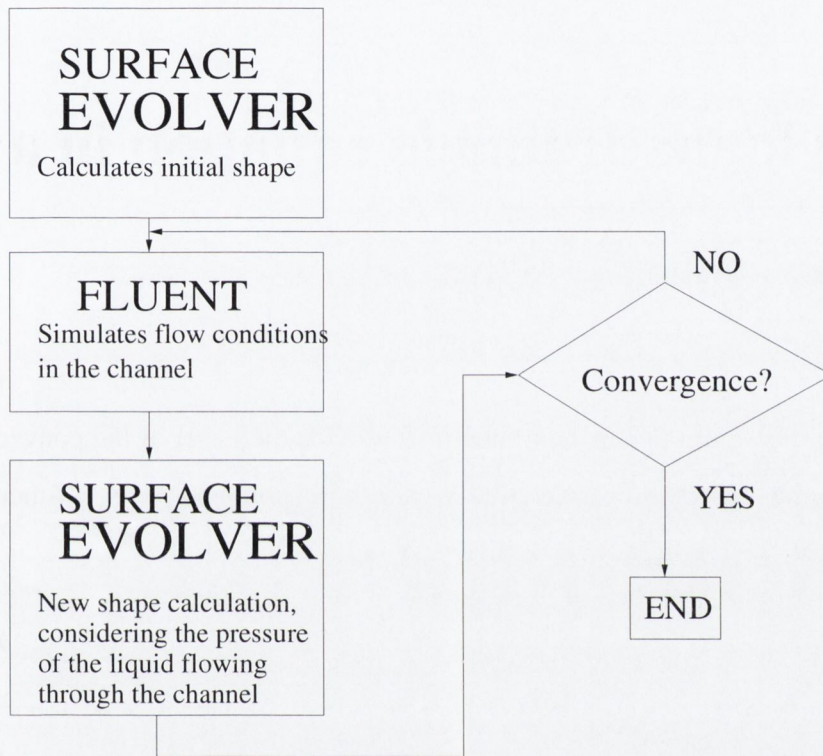 SURFACE
EVOLVER
Calculates initial shape
FLUENT
Simulates flow conditions
in the channel
SURFACE
EVOLVER
New shape calculation,
considering the pressure
of the liquid flowing
through the channel
Convergence?
NO
YES
END